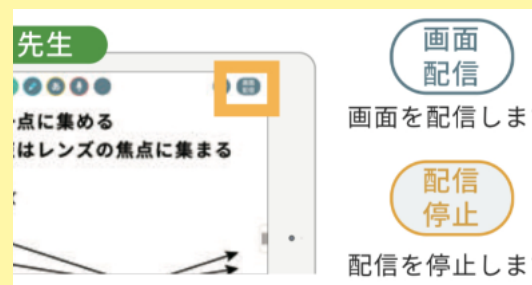 先生
点に集める
はレンズの焦点に集まる
画面
配信
画面を配信しま
配信
停止
配信を停止しま